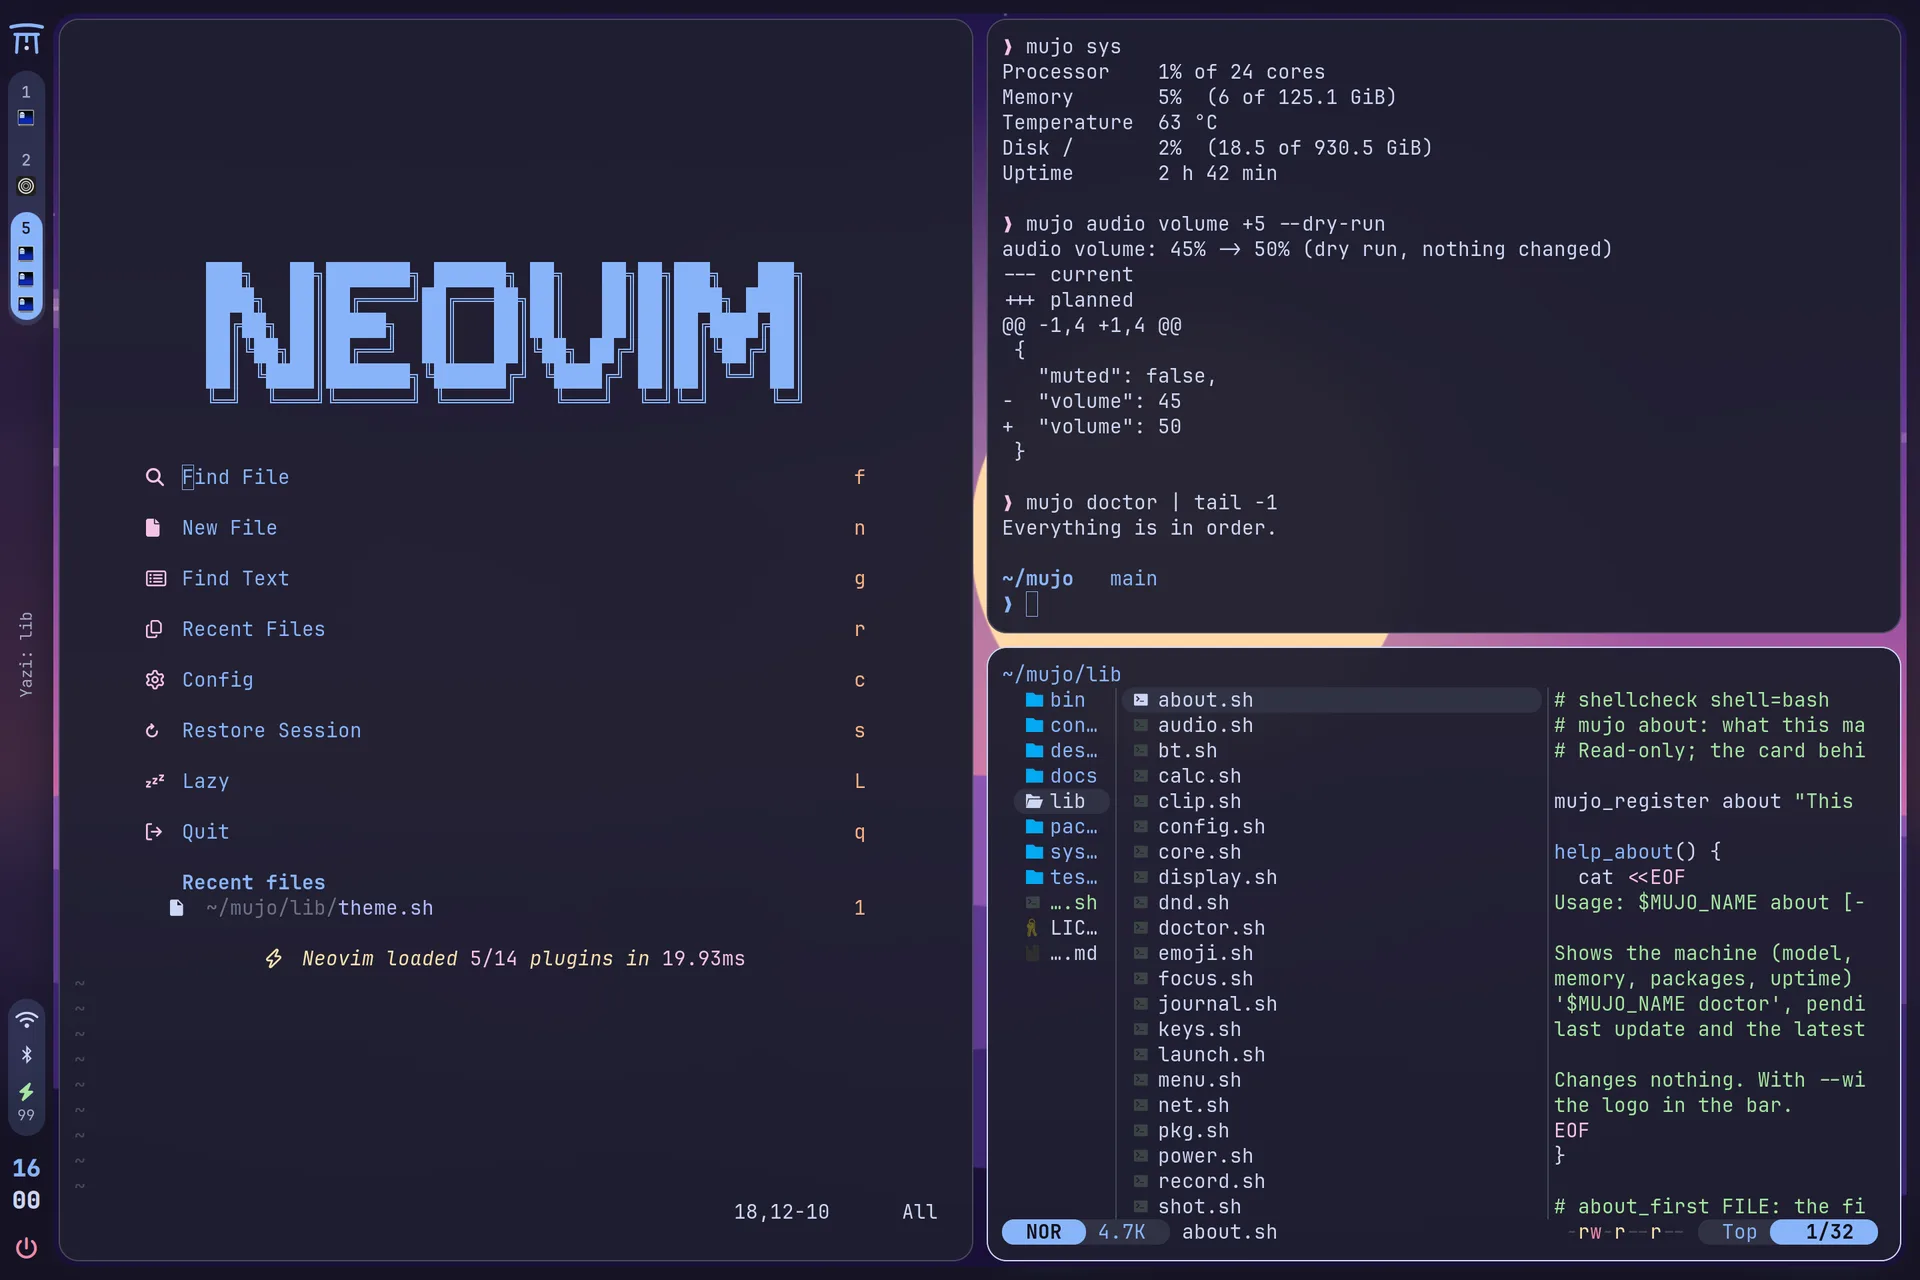 1
2
5
Yazi: lib
99
16
00
NEOVIM
Find File f
New File n
Find Text g
Recent Files r
Config c
Restore Session s
Lazy L
Quit q
Recent files
~/mujo/lib/theme.sh 1
Neovim loaded 5/14 plugins in 19.93ms
~
~
~
~
~
~
~
~
~
18,12-10 All
❱ mujo sys
Processor 1% of 24 cores
Memory 5% (6 of 125.1 GiB)
Temperature 63 °C
Disk / 2% (18.5 of 930.5 GiB)
Uptime 2 h 42 min
❱ mujo audio volume +5 --dry-run
audio volume: 45% -> 50% (dry run, nothing changed)
--- current
+++ planned
@@ -1,4 +1,4 @@
{
"muted": false,
- "volume": 45
+ "volume": 50
}
❱ mujo doctor | tail -1
Everything is in order.
~/mujo main
❱
~/mujo/lib
bin about.sh # shellcheck shell=bash
con… audio.sh # mujo about: what this ma
des… bt.sh # Read-only; the card behi
docs calc.sh
lib clip.sh mujo_register about "This
pac… config.sh
sys… core.sh help_about() {
tes… display.sh cat <<EOF
….sh dnd.sh Usage: $MUJO_NAME about [-
LIC… doctor.sh
….md emoji.sh Shows the machine (model,
focus.sh memory, packages, uptime)
journal.sh '$MUJO_NAME doctor', pendi
keys.sh last update and the latest
launch.sh
menu.sh Changes nothing. With --wi
net.sh the logo in the bar.
pkg.sh EOF
power.sh }
record.sh
shot.sh # about_first FILE: the fi
NOR 4.7K about.sh -rw-r--r-- Top 1/32